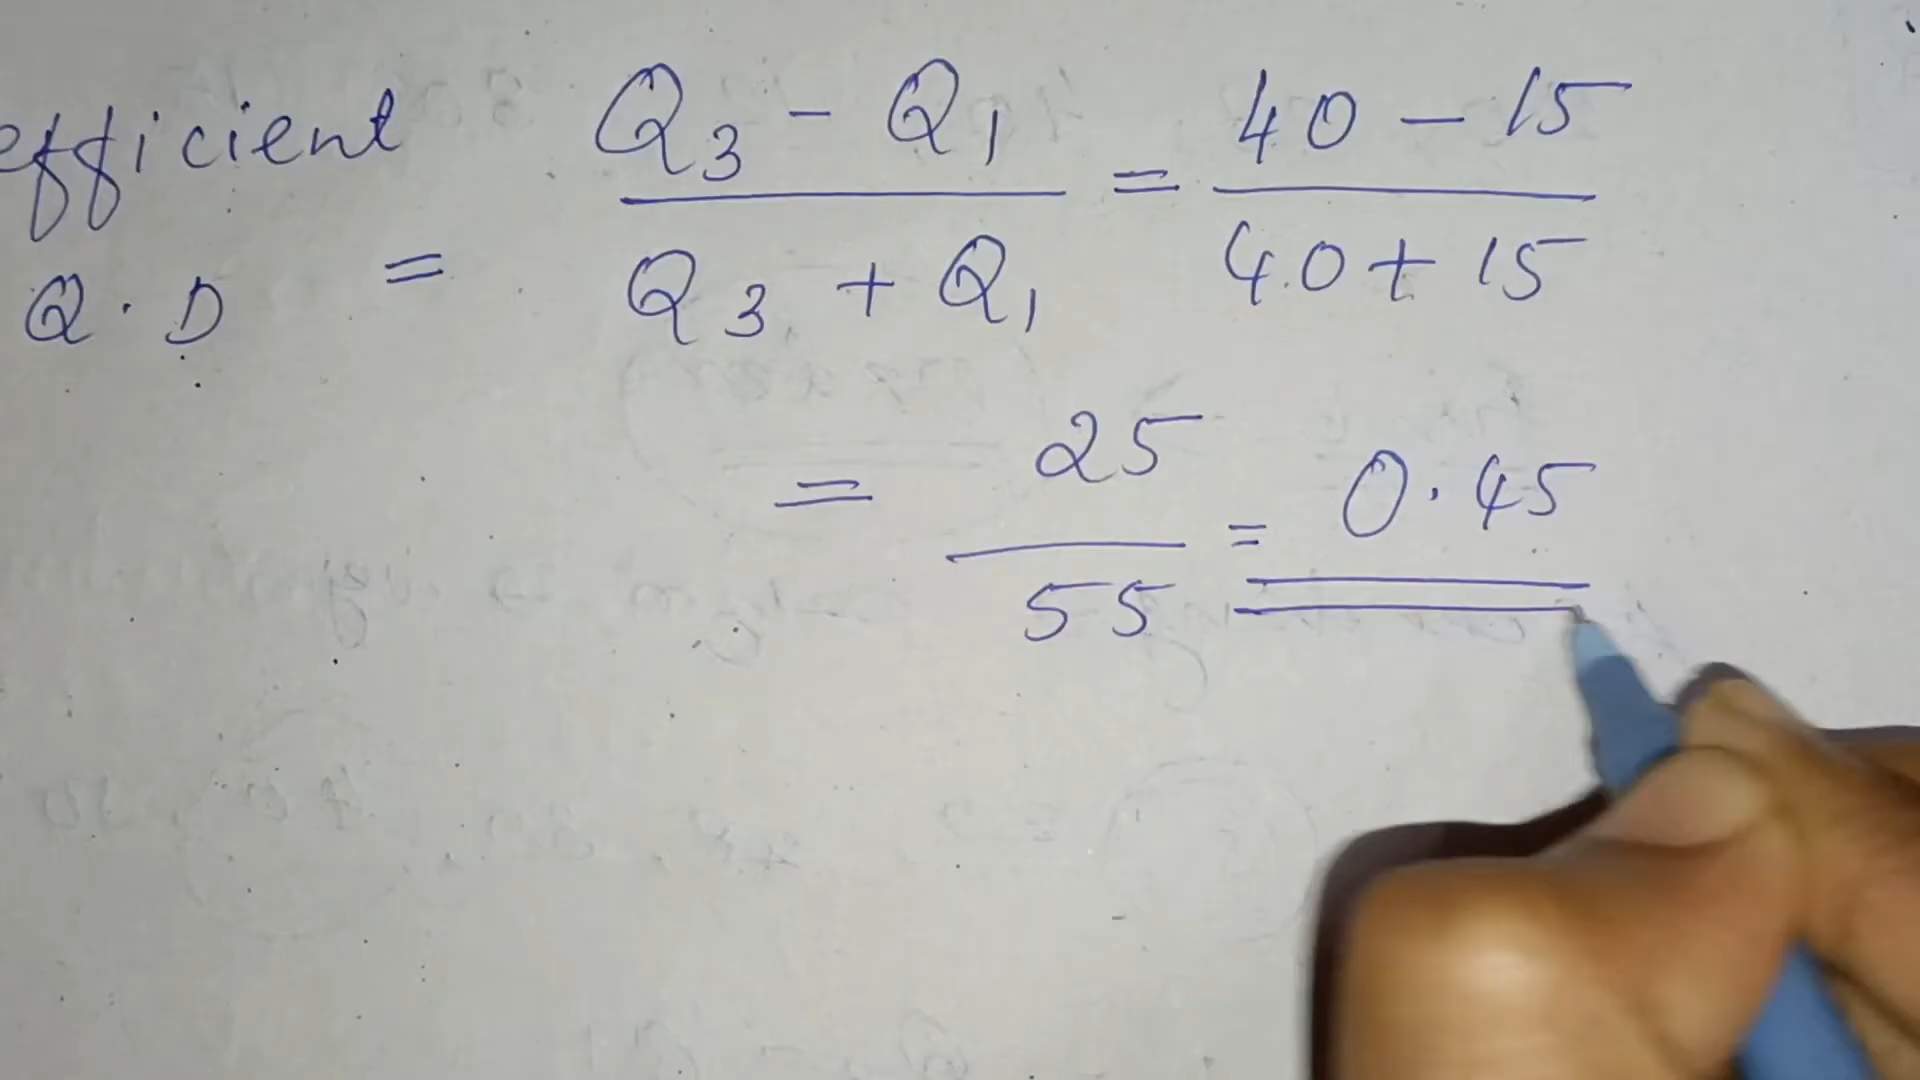 efficient Q3 - Q1 = 40 - 15
Q.D = Q3 + Q1 40 + 15
= 25 = 0.45
55